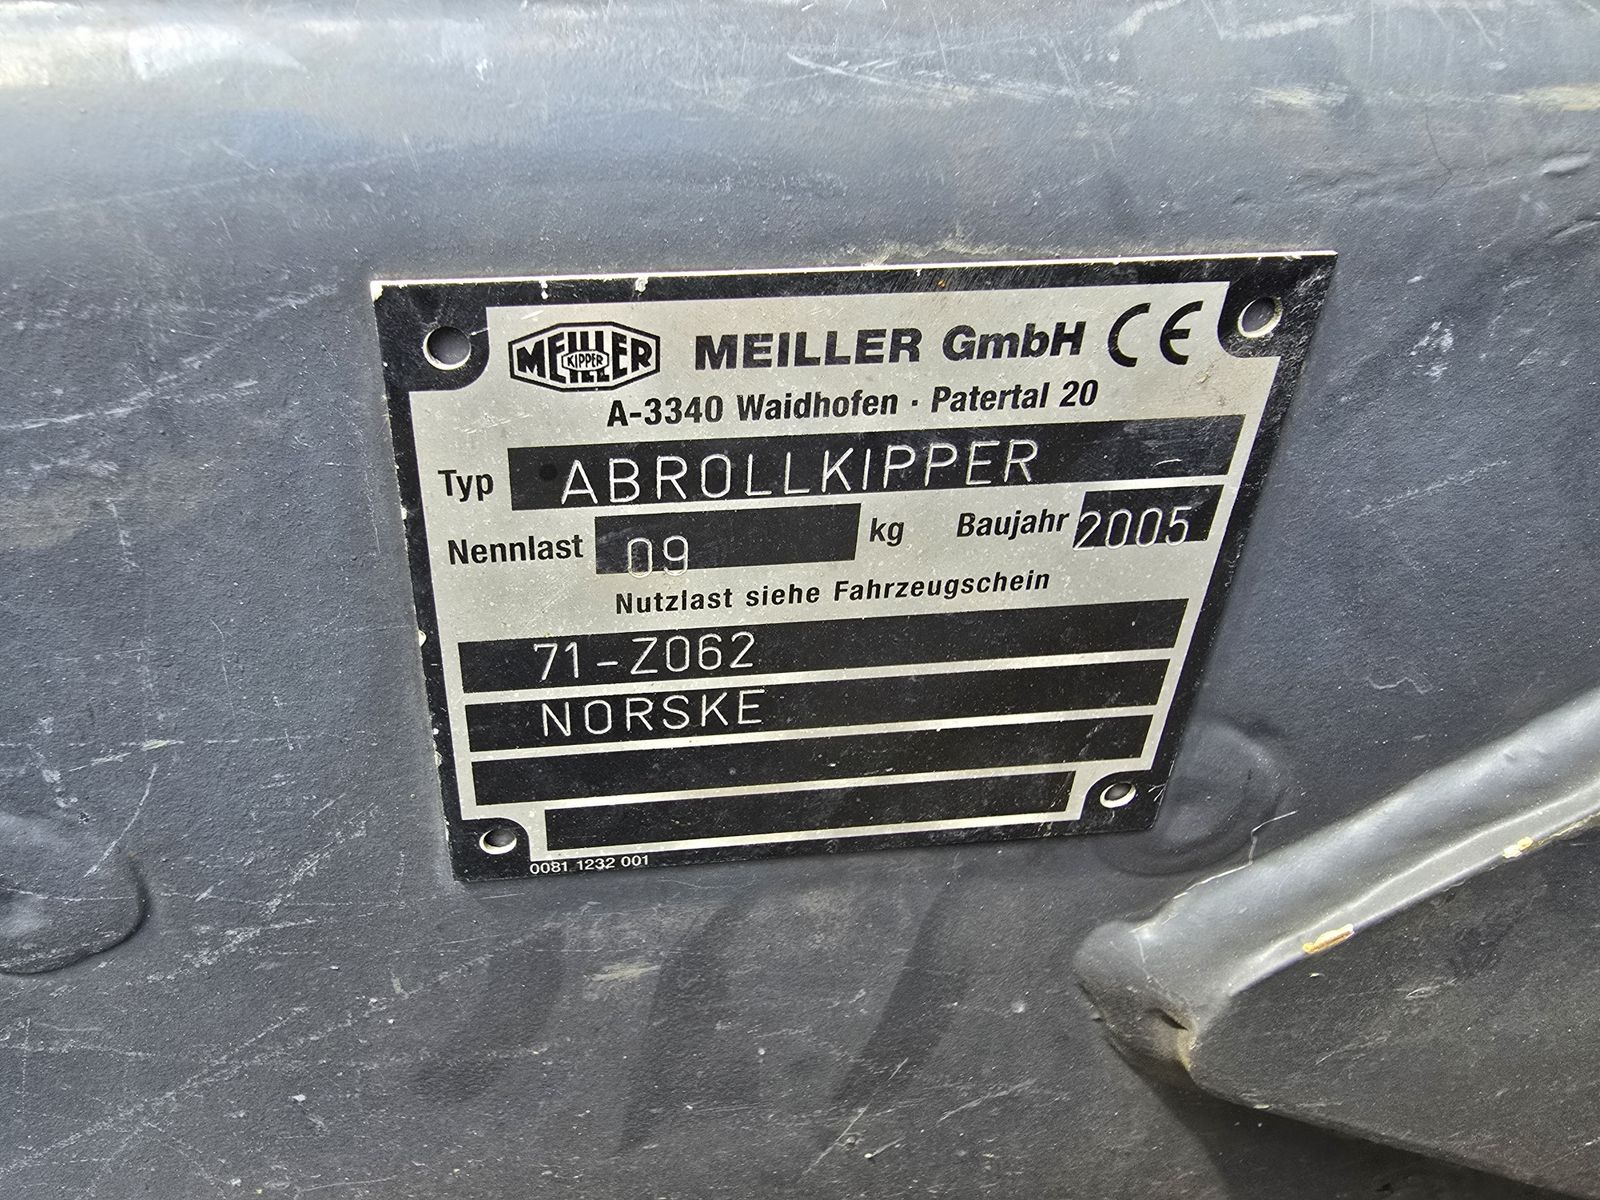 MEILLER KIPPER MEILLER GmbH CE
A-3340 Waidhofen · Patertal 20
Typ ABROLLKIPPER
Nennlast 09 kg Baujahr 2005
Nutzlast siehe Fahrzeugschein
71-Z062
NORSKE
0081 1232 001